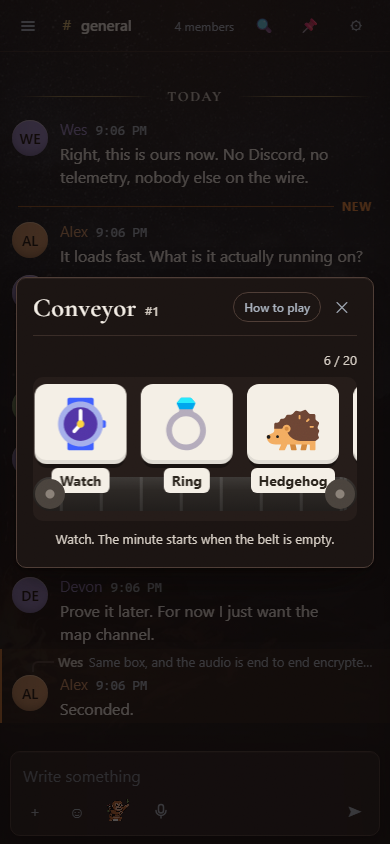 # general
4 members
TODAY
WE
Wes 9:06 PM
Right, this is ours now. No Discord, no
telemetry, nobody else on the wire.
NEW
AL
Alex 9:06 PM
It loads fast. What is it actually running on?
Conveyor #1
How to play
6 / 20
Watch
Ring
Hedgehog
Watch. The minute starts when the belt is empty.
DE
Devon 9:06 PM
Prove it later. For now I just want the
map channel.
Wes Same box, and the audio is end to end encrypte...
AL
Alex 9:06 PM
Seconded.
Write something